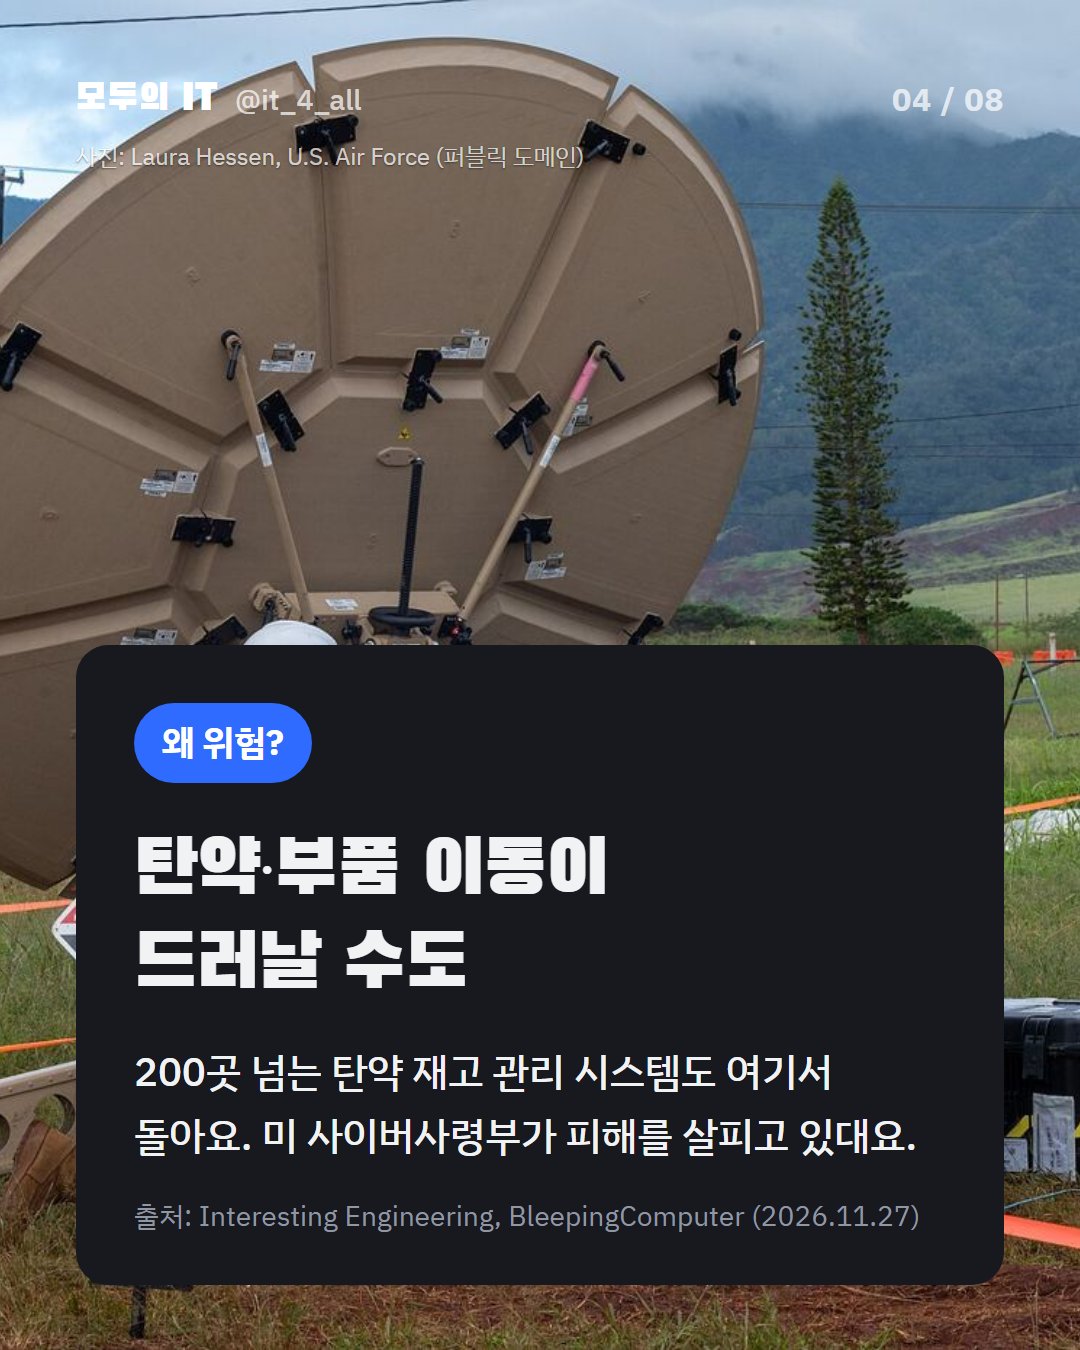 모두의 IT @it_4_all
04 / 08
사진: Laura Hessen, U.S. Air Force (퍼블릭 도메인)
왜 위험?
탄약·부품 이동이
드러날 수도
200곳 넘는 탄약 재고 관리 시스템도 여기서
돌아요. 미 사이버사령부가 피해를 살피고 있대요.
출처: Interesting Engineering, BleepingComputer (2026.11.27)